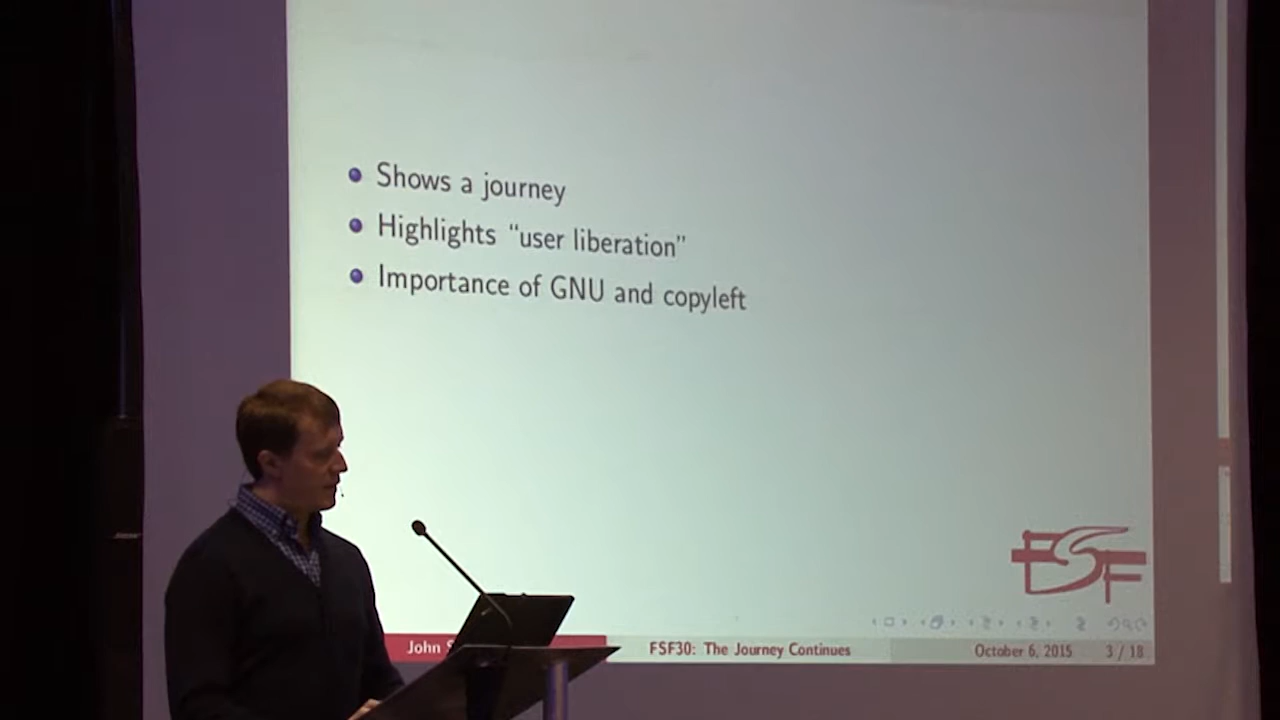 Shows a journey
Highlights “user liberation”
Importance of GNU and copyleft
FSF
John
FSF30: The Journey Continues
October 6, 2015
3 / 18